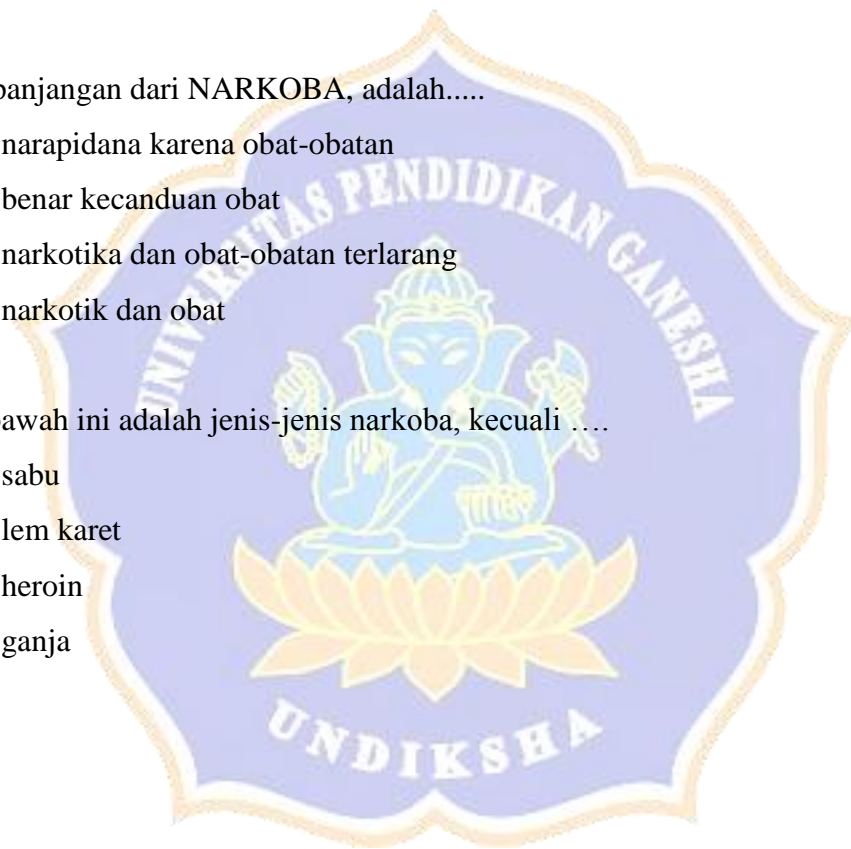 panjangan dari NARKOBA, adalah.....
narapidana karena obat-obatan
benar kecanduan obat
narkotika dan obat-obatan terlarang
narkotik dan obat
bawah ini adalah jenis-jenis narkoba, kecuali ….
sabu
lem karet
heroin
ganja
UNIVERSITAS PENDIDIKAN GANESHA
UNDIKSHA